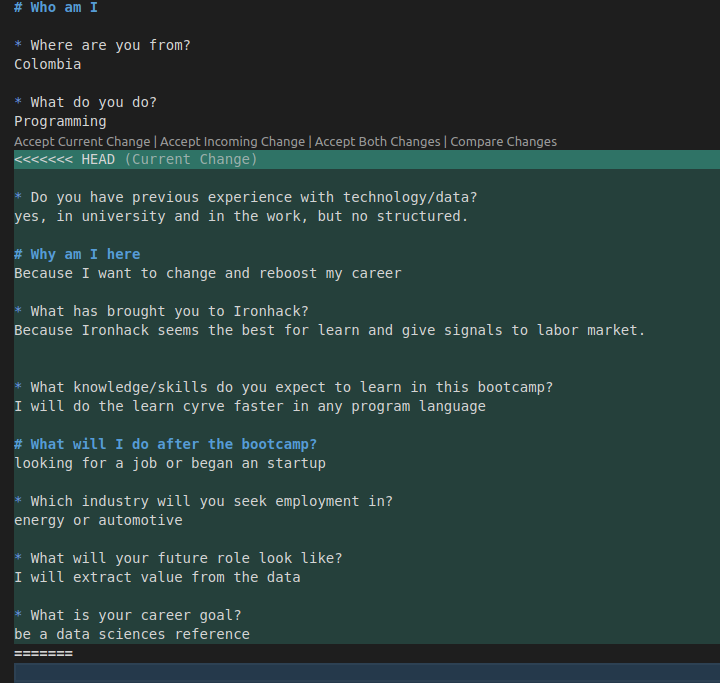 # Who am I
* Where are you from?
Colombia
* What do you do?
Programming
Accept Current Change | Accept Incoming Change | Accept Both Changes | Compare Changes
<<<<<<< HEAD (Current Change)
* Do you have previous experience with technology/data?
yes, in university and in the work, but no structured.
# Why am I here
Because I want to change and reboost my career
* What has brought you to Ironhack?
Because Ironhack seems the best for learn and give signals to labor market.
* What knowledge/skills do you expect to learn in this bootcamp?
I will do the learn cyrve faster in any program language
# What will I do after the bootcamp?
looking for a job or began an startup
* Which industry will you seek employment in?
energy or automotive
* What will your future role look like?
I will extract value from the data
* What is your career goal?
be a data sciences reference
=======